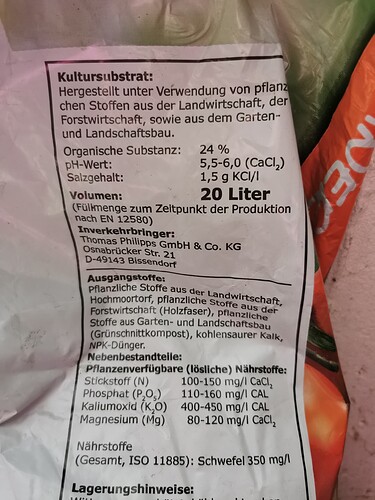 Kultursubstrat:
Hergestellt unter Verwendung von pflanz
chen Stoffen aus der Landwirtschaft, der
Forstwirtschaft, sowie aus dem Garten-
und Landschaftsbau.
Organische Substanz: 24 %
pH-Wert: 5,5-6,0 (CaCl₂)
Salzgehalt: 1,5 g KCl/l
Volumen: 20 Liter
(Füllmenge zum Zeitpunkt der Produktion
nach EN 12580)
Inverkehrbringer:
Thomas Philipps GmbH & Co. KG
Osnabrücker Str. 21
D-49143 Bissendorf
Ausgangstoffe:
Pflanzliche Stoffe aus der Landwirtschaft,
Hochmoortorf, pflanzliche Stoffe aus der
Forstwirtschaft (Holzfaser), pflanzliche
Stoffe aus Garten- und Landschaftsbau
(Grünschnittkompost), kohlensaurer Kalk,
NPK-Dünger.
Nebenbestandteile:
Pflanzenverfügbare (lösliche) Nährstoffe:
Stickstoff (N) 100-150 mg/l CaCl₂
Phosphat (P₂O₅) 110-160 mg/l CAL
Kaliumoxid (K₂O) 400-450 mg/l CAL
Magnesium (Mg) 80-120 mg/l CaCl₂
Nährstoffe
(Gesamt, ISO 11885): Schwefel 350 mg/l
Lagerungshinweise: